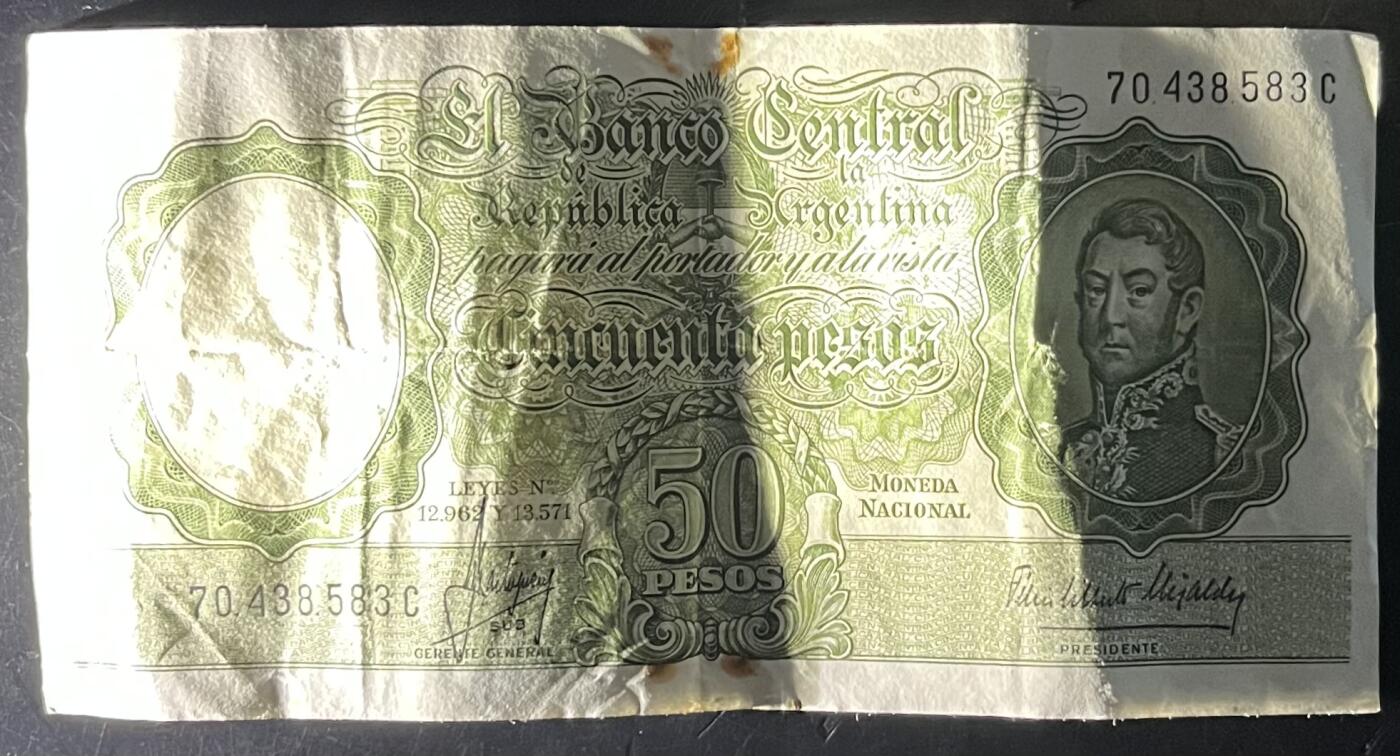 70.438.583 C
El Banco Central
de la
República Argentina
pagará al portador y a la vista
Cincuenta pesos
LEYES Nos
12.962 Y 13.571
50
PESOS
MONEDA
NACIONAL
70.438.583 C
SUB
GERENTE GENERAL
PRESIDENTE